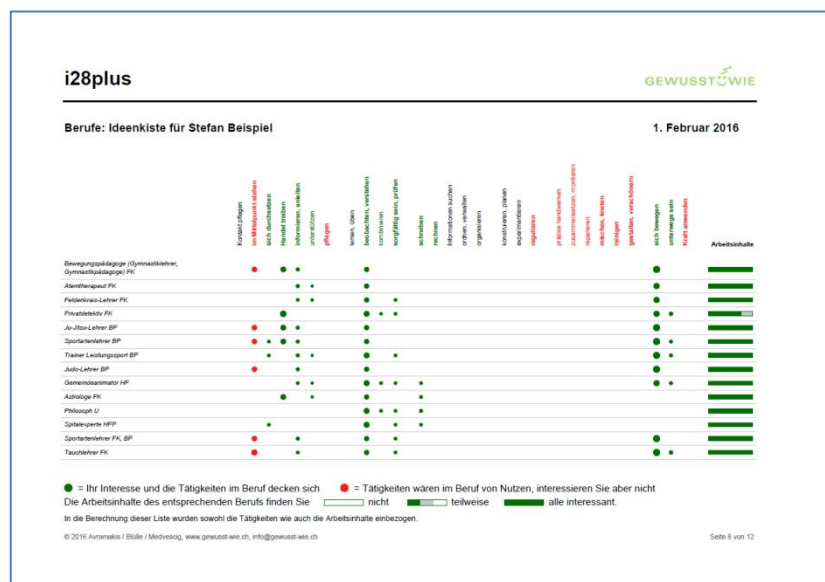 i28plus
GEWUSST WIE
Berufe: Ideenkiste für Stefan Beispiel
1. Februar 2016
Kontakt pflegen
im Mittelpunkt stehen
sich durchsetzen
Handel treiben
informieren, anleiten
unterstützen
pflegen
lernen, üben
beobachten, verstehen
kombinieren
sorgfältig sein, prüfen
schreiben
rechnen
Informationen suchen
ordnen, verwalten
organisieren
konstruieren, planen
experimentieren
regulieren
präzise handwerken
zusammensetzen, montieren
reparieren
mischen, kneten
reinigen
gestalten, verschönern
sich bewegen
unterwegs sein
Kraft anwenden
Arbeitsinhalte
Bewegungspädagoge (Gymnastiklehrer,
Gymnastikpädagoge) FK
Atemtherapeut FK
Feldenkrais-Lehrer FK
Privatdetektiv FK
Ju-Jitsu-Lehrer BP
Sportartenlehrer BP
Trainer Leistungssport BP
Judo-Lehrer BP
Gemeindeanimator HF
Astrologe FK
Philosoph U
Spitalexperte HFP
Sportartenlehrer FK, BP
Tauchlehrer FK
= Ihr Interesse und die Tätigkeiten im Beruf decken sich = Tätigkeiten wären im Beruf von Nutzen, interessieren Sie aber nicht
Die Arbeitsinhalte des entsprechenden Berufs finden Sie nicht teilweise alle interessant.
In die Berechnung dieser Liste wurden sowohl die Tätigkeiten wie auch die Arbeitsinhalte einbezogen.
© 2016 Avramakis / Blülle / Medvescig, www.gewusst-wie.ch, info@gewusst-wie.ch
Seite 8 von 12